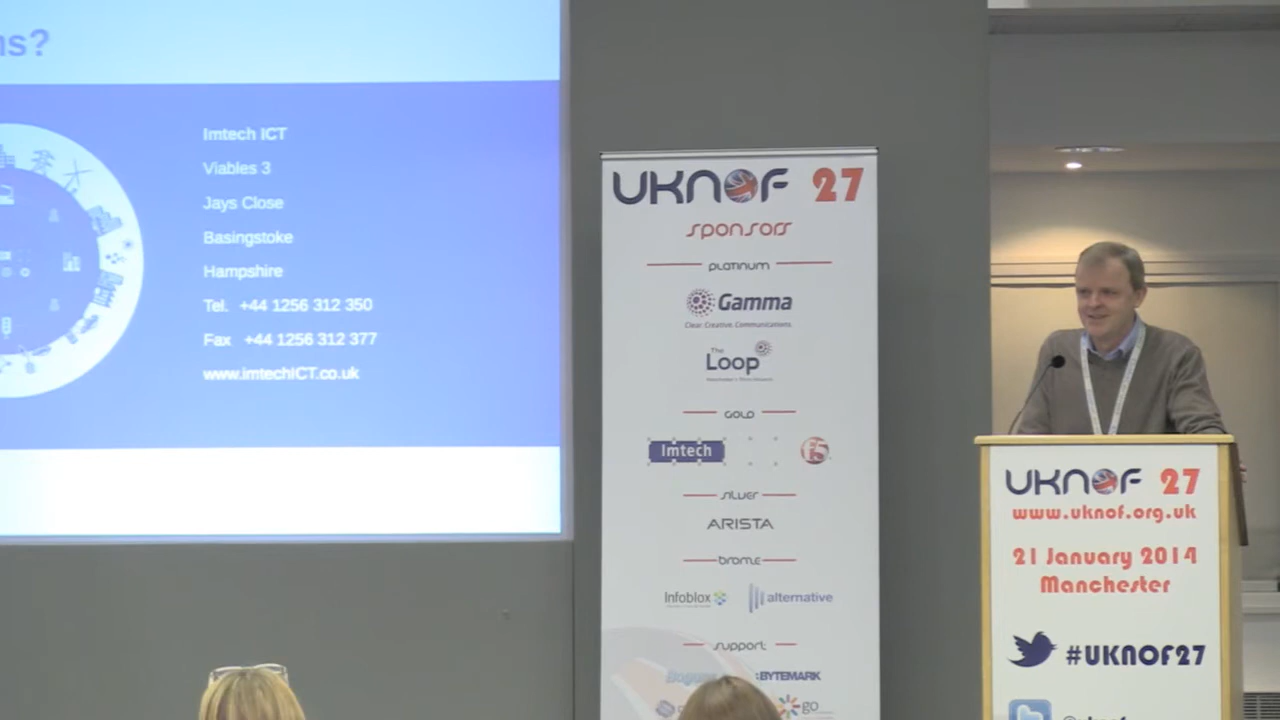 ns?
Imtech ICT
Viables 3
Jays Close
Basingstoke
Hampshire
Tel. +44 1256 312 350
Fax +44 1256 312 377
www.imtechICT.co.uk
UKNOF 27
sponsors
PLATINUM
Gamma
Clear. Creative. Communications.
The Loop
GOLD
Imtech
F5
silver
ARISTA
bronze
Infoblox
alternative
support
BYTEMARK
go
UKNOF 27
www.uknof.org.uk
21 January 2014
Manchester
#UKNOF27